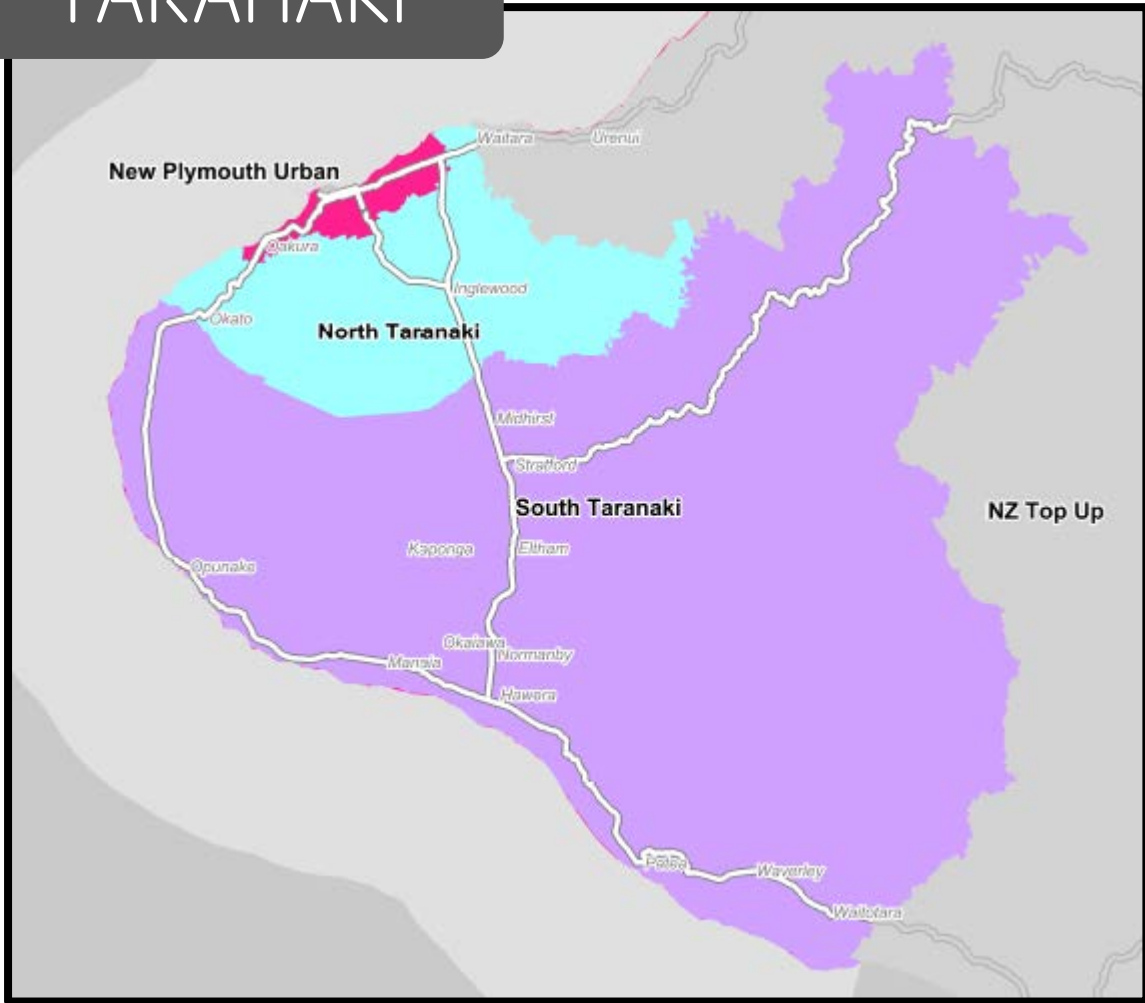 TARANAKI
Waitara
Urenui
New Plymouth Urban
Oakura
Inglewood
Okato
North Taranaki
Midhirst
Stratford
South Taranaki
NZ Top Up
Kaponga
Eltham
Opunake
Okaiawa
Normanby
Manaia
Hawera
Patea
Waverley
Waitotara